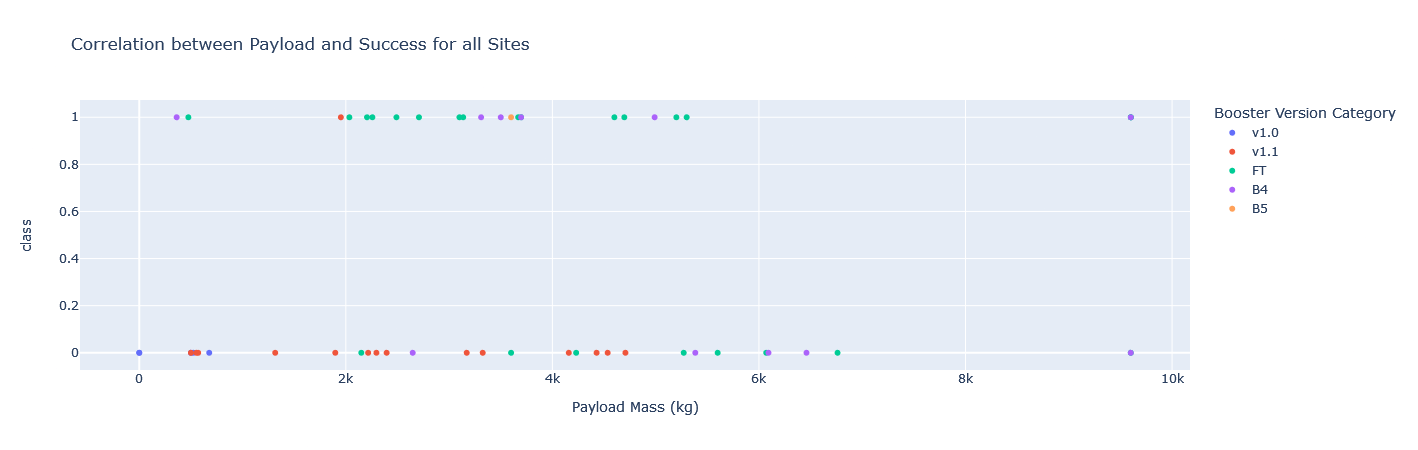 Correlation between Payload and Success for all Sites
Booster Version Category
v1.0
v1.1
FT
B4
B5
class
1
0.8
0.6
0.4
0.2
0
0 2k 4k 6k 8k 10k
Payload Mass (kg)